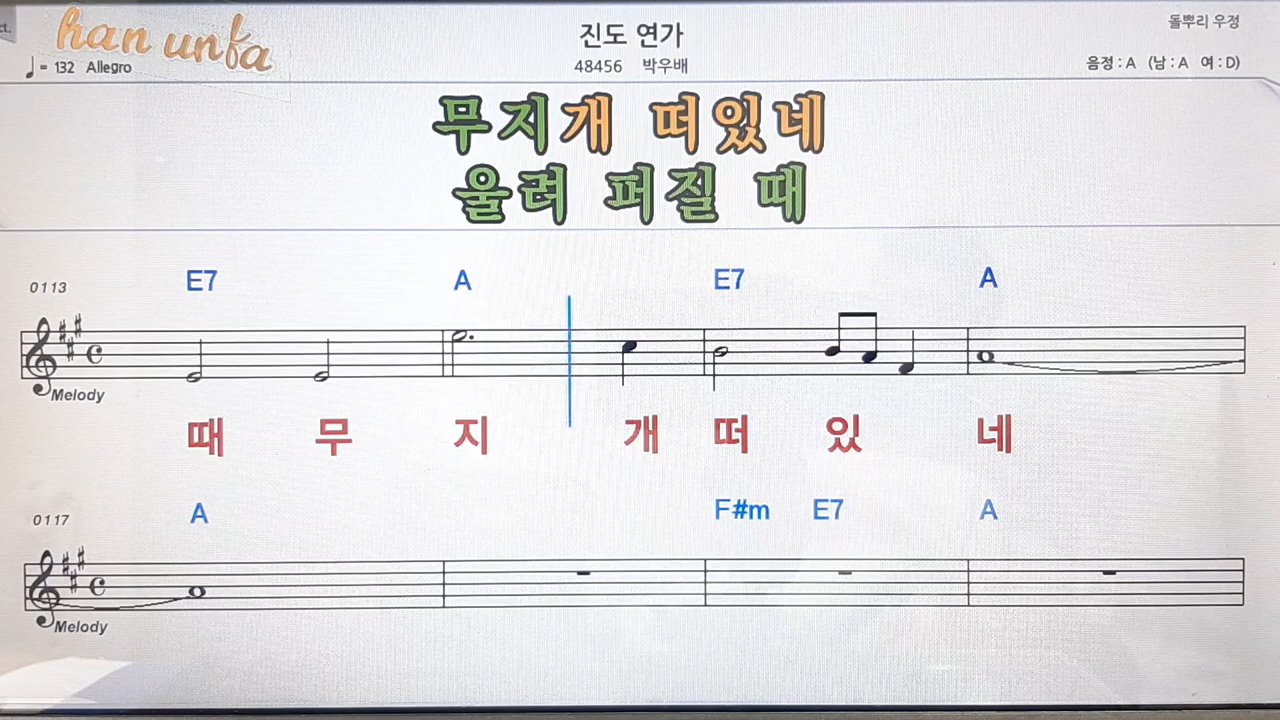 ct.
han unfa
진도 연가
돌뿌리 우정
♩= 132 Allegro
48456 박우배
음정 : A (남 : A 여 : D)
무지개 떠있네
울려 퍼질 때
E7 A E7 A
0113
Melody
때 무 지 개 떠 있 네
A F#m E7 A
0117
Melody